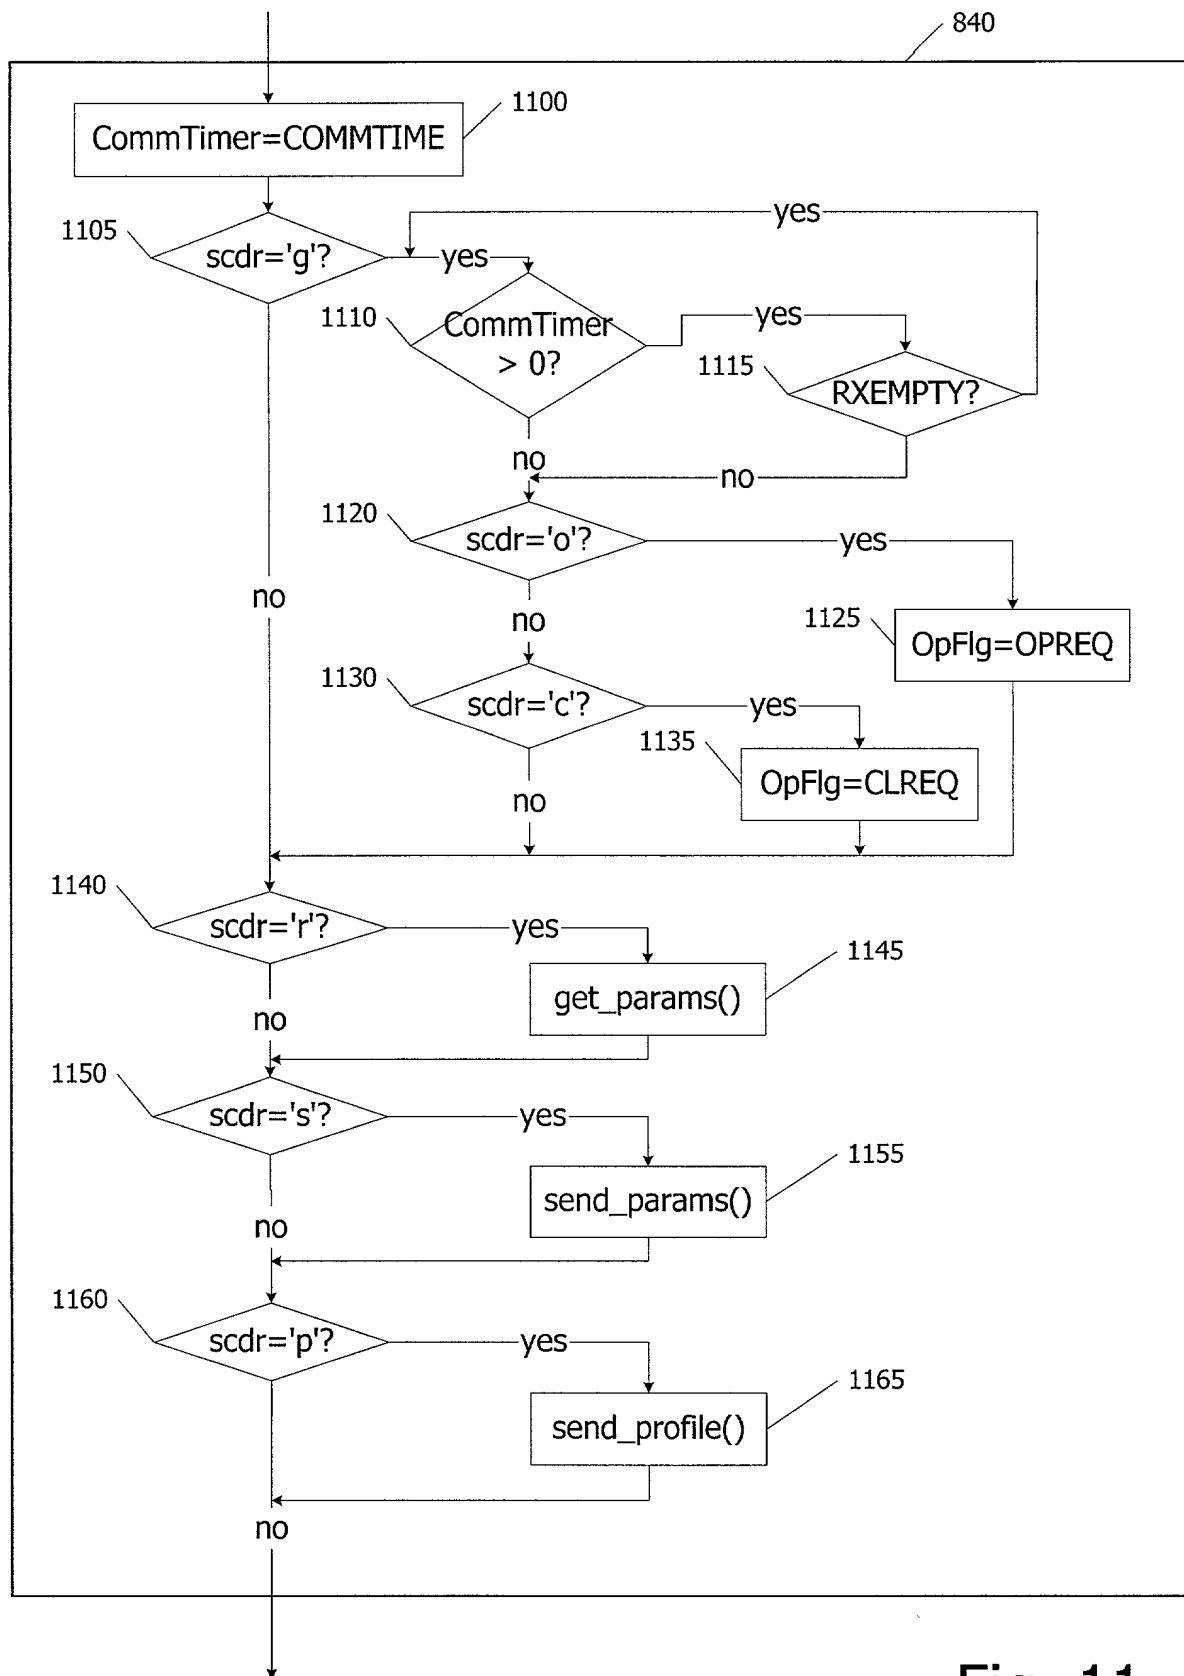 840
1100
CommTimer=COMMTIME
1105
scdr='g'?
yes
yes
1110
CommTimer
> 0?
yes
1115
RXEMPTY?
no
no
1120
scdr='o'?
yes
no
no
1125
OpFlg=OPREQ
1130
scdr='c'?
yes
1135
OpFlg=CLREQ
no
1140
scdr='r'?
yes
1145
get_params()
no
1150
scdr='s'?
yes
1155
send_params()
no
1160
scdr='p'?
yes
1165
send_profile()
no
Fig. 11